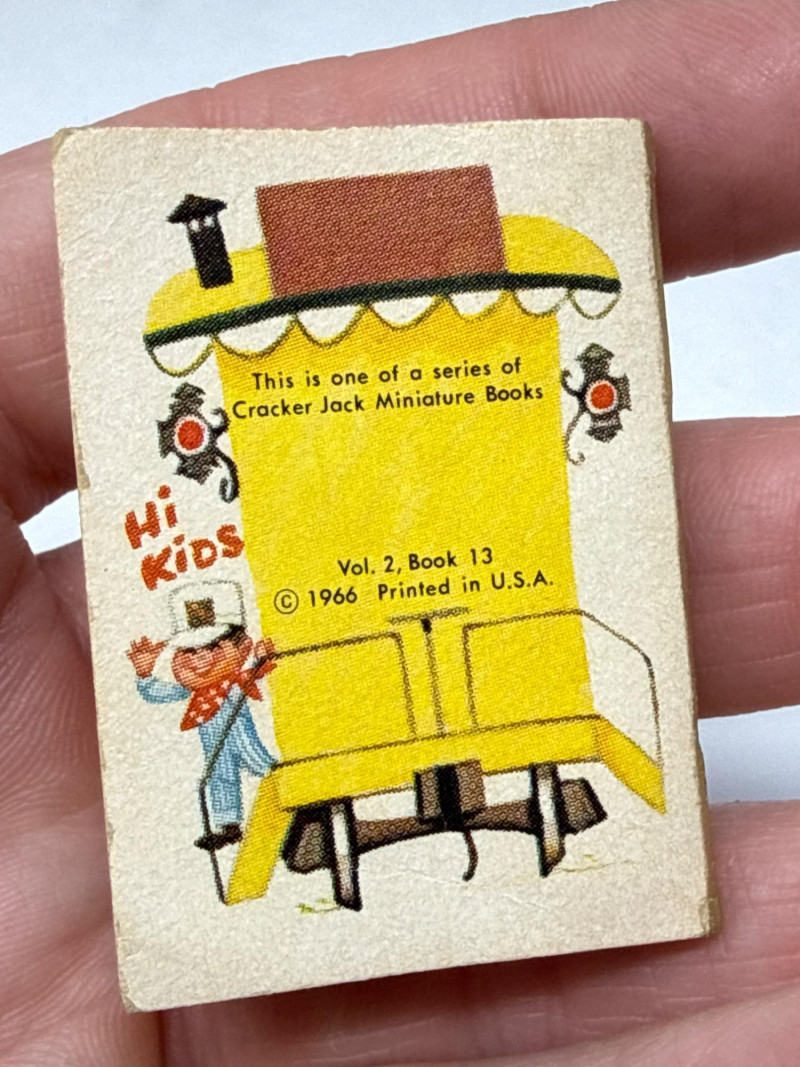 This is one of a series of
Cracker Jack Miniature Books
Hi
KiDS
Vol. 2, Book 13
© 1966 Printed in U.S.A.